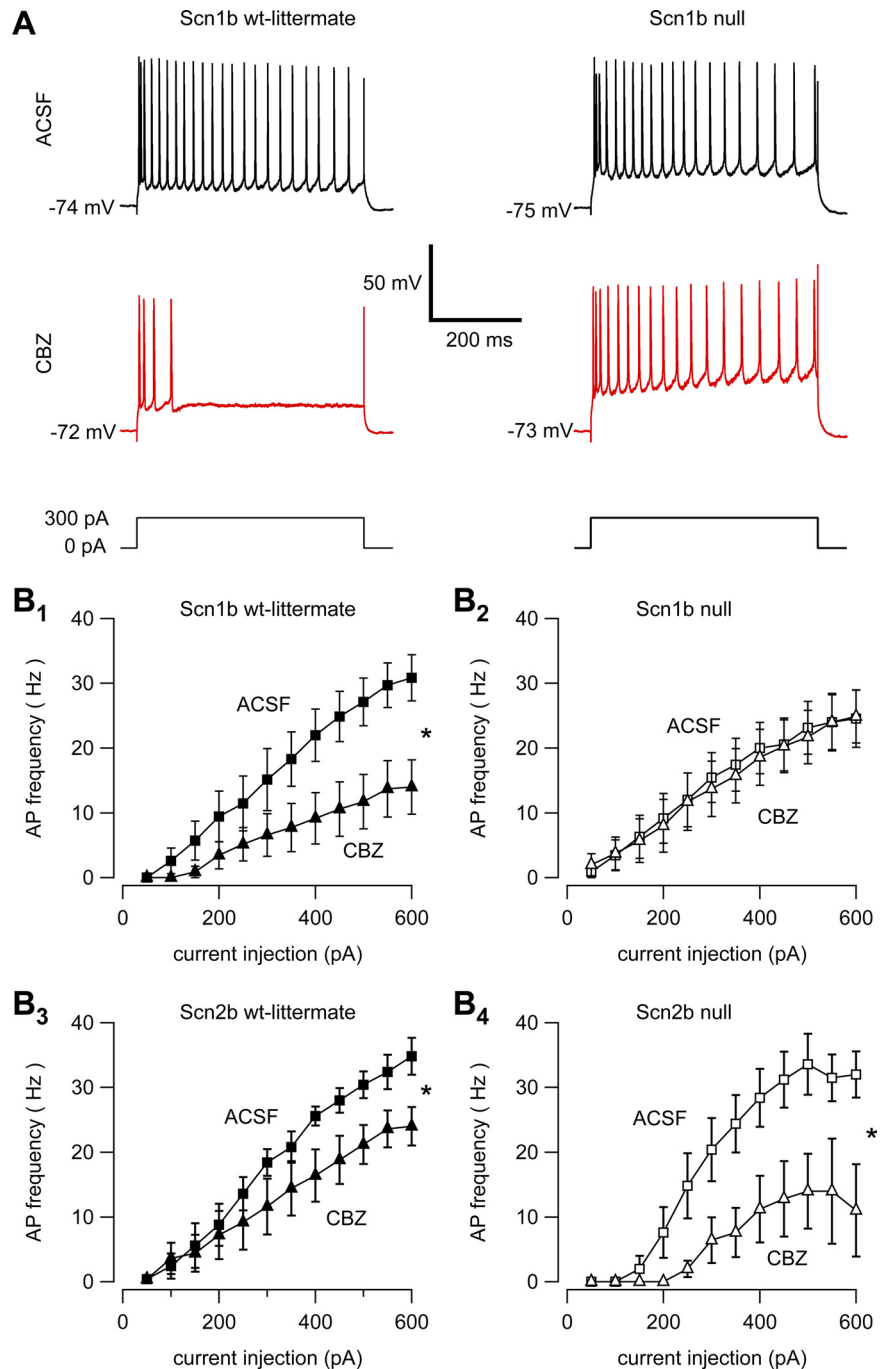 A
Scn1b wt-littermate
Scn1b null
ACSF
-74 mV
-75 mV
50 mV
200 ms
CBZ
-72 mV
-73 mV
300 pA
0 pA
B1
Scn1b wt-littermate
AP frequency ( Hz )
40
30
20
10
0
ACSF
*
CBZ
0
200
400
600
current injection (pA)
B2
Scn1b null
AP frequency ( Hz )
40
30
20
10
0
ACSF
CBZ
0
200
400
600
current injection (pA)
B3
Scn2b wt-littermate
AP frequency ( Hz )
40
30
20
10
0
ACSF
*
CBZ
0
200
400
600
current injection (pA)
B4
Scn2b null
AP frequency ( Hz )
40
30
20
10
0
ACSF
*
CBZ
0
200
400
600
current injection (pA)